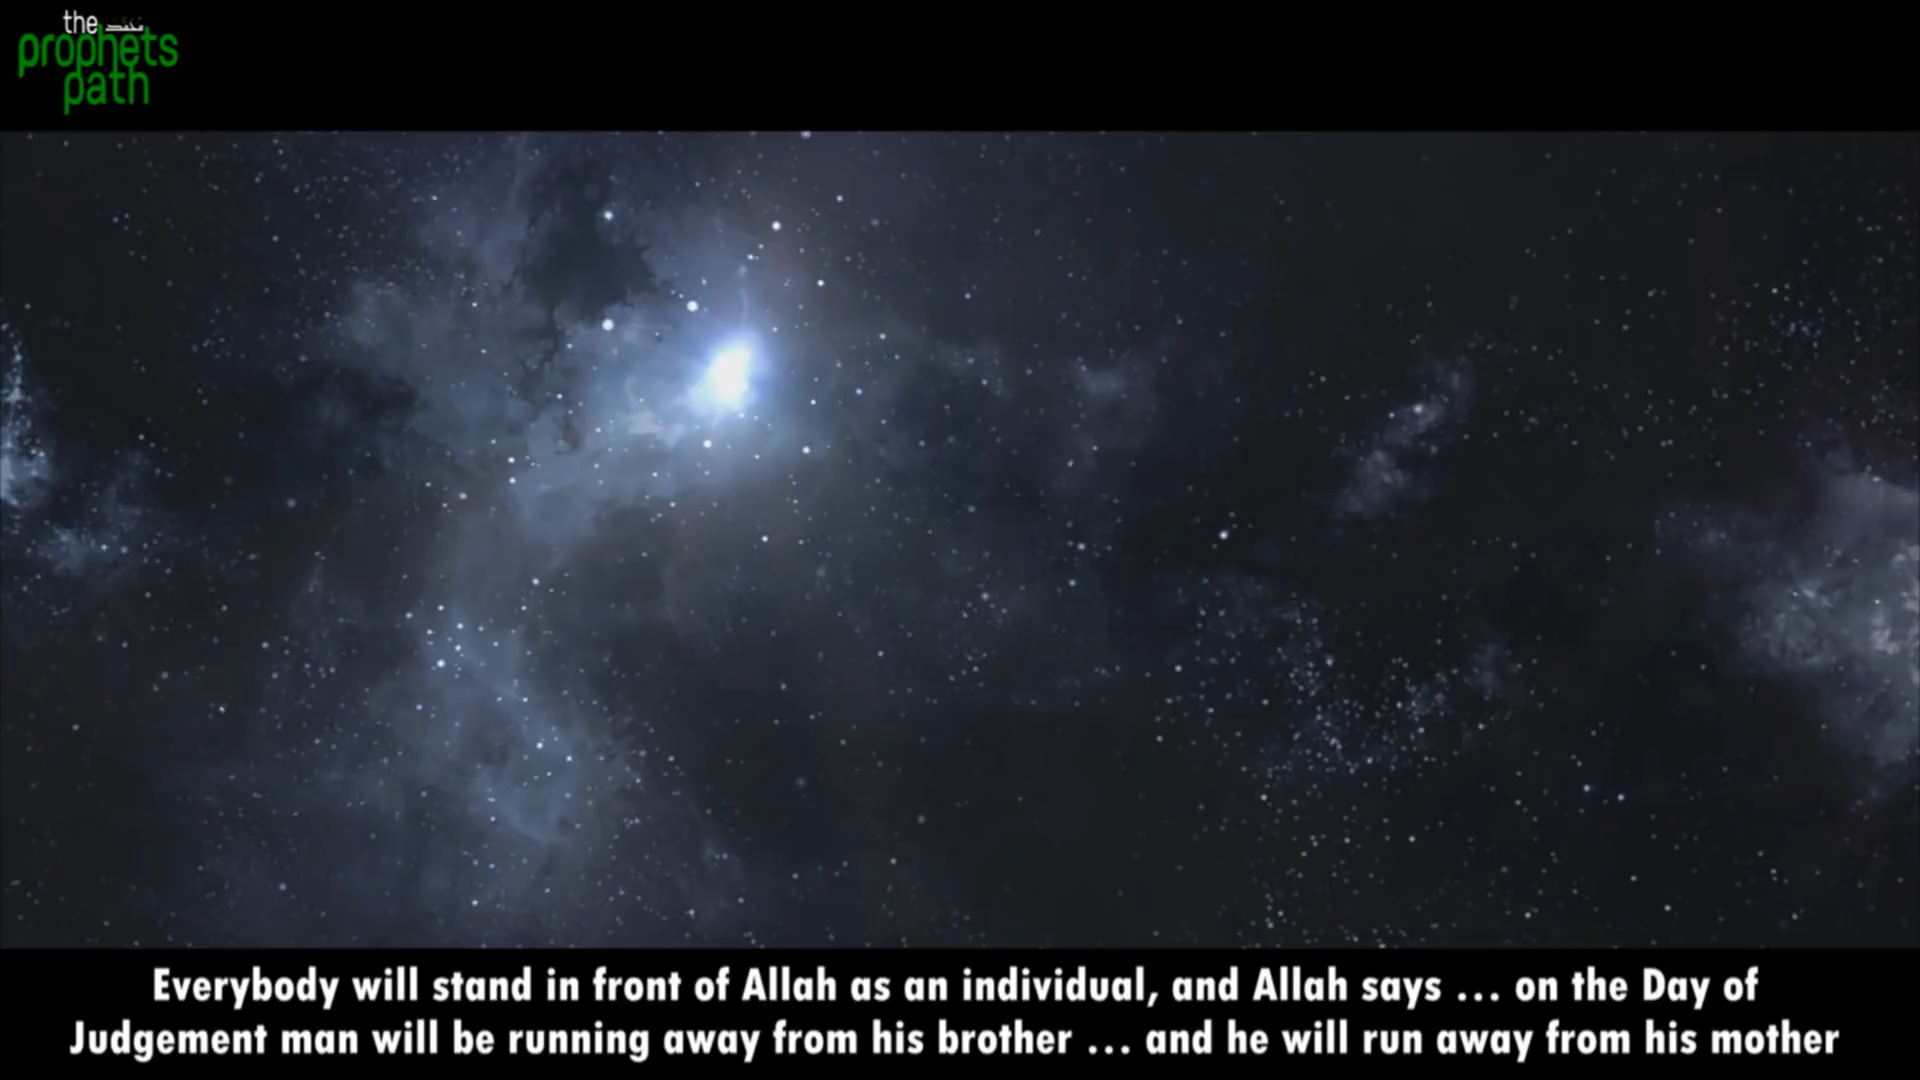 the محمد
prophets
path
Everybody will stand in front of Allah as an individual, and Allah says ... on the Day of
Judgement man will be running away from his brother ... and he will run away from his mother